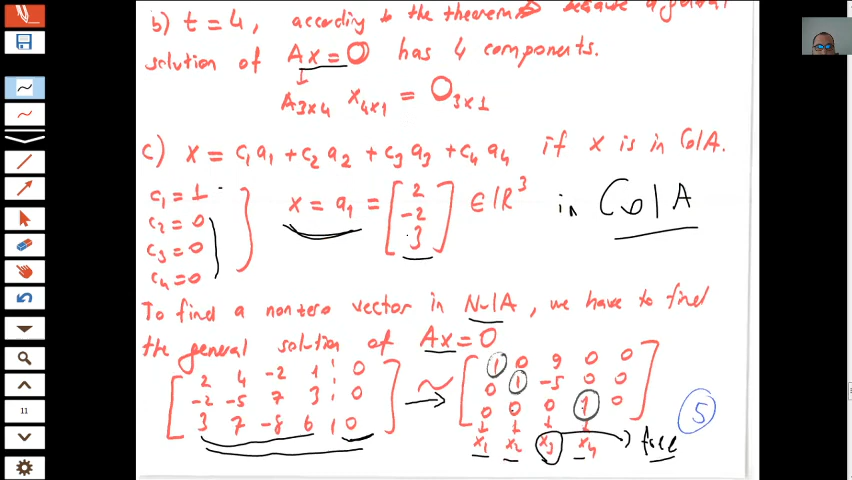 b) t = 4, according to the theorem because a general
solution of Ax = 0 has 4 components.
A3x4 x4x1 = 03x1
c) x = c1 a1 + c2 a2 + c3 a3 + c4 a4 if x is in Col A.
c1 = 1
c2 = 0
c3 = 0
c4 = 0
x = a1 = [2 -2 3] ∈ IR^3 in Col A
To find a nonzero vector in Nul A, we have to find
the general solution of Ax = 0
2 4 -2 1 | 0
-2 -5 7 3 | 0
3 7 -8 6 | 0
~
1 0 9 0 0
0 1 -5 0 0
0 0 0 1 0
x1 x2 x3 x4 free
5
11